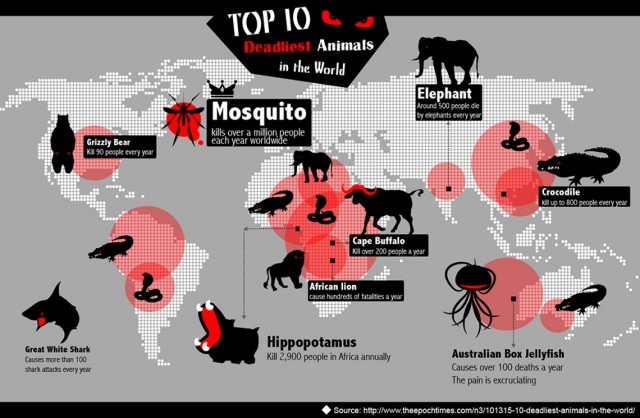 TOP 10
Deadliest Animals
in the World
Elephant
Around 500 people die
by elephants every year
Mosquito
kills over a million people
each year worldwide
Grizzly Bear
Kill 90 people every year
Crocodile
Kill up to 800 people every year
Cape Buffalo
Kill over 200 people a year
African lion
cause hundreds of fatalities a year
Great White Shark
Causes more than 100
shark attacks every year
Hippopotamus
Kill 2,900 people in Africa annually
Australian Box Jellyfish
Causes over 100 deaths a year
The pain is excruciating
Source: http://www.theepochtimes.com/n3/101315-10-deadliest-animals-in-the-world/